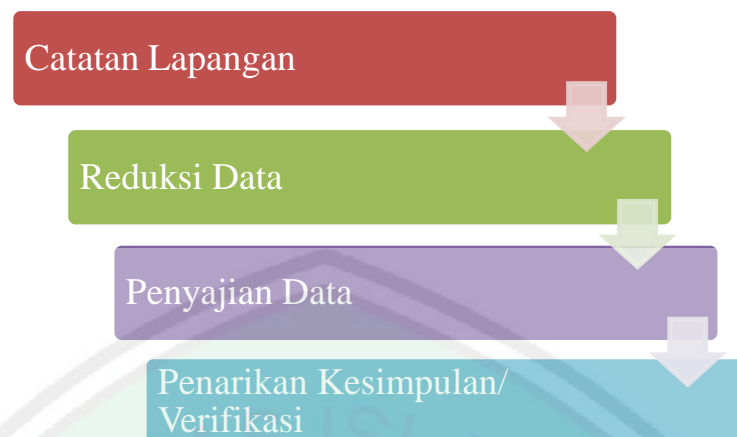 Catatan Lapangan
Reduksi Data
Penyajian Data
Penarikan Kesimpulan/
Verifikasi